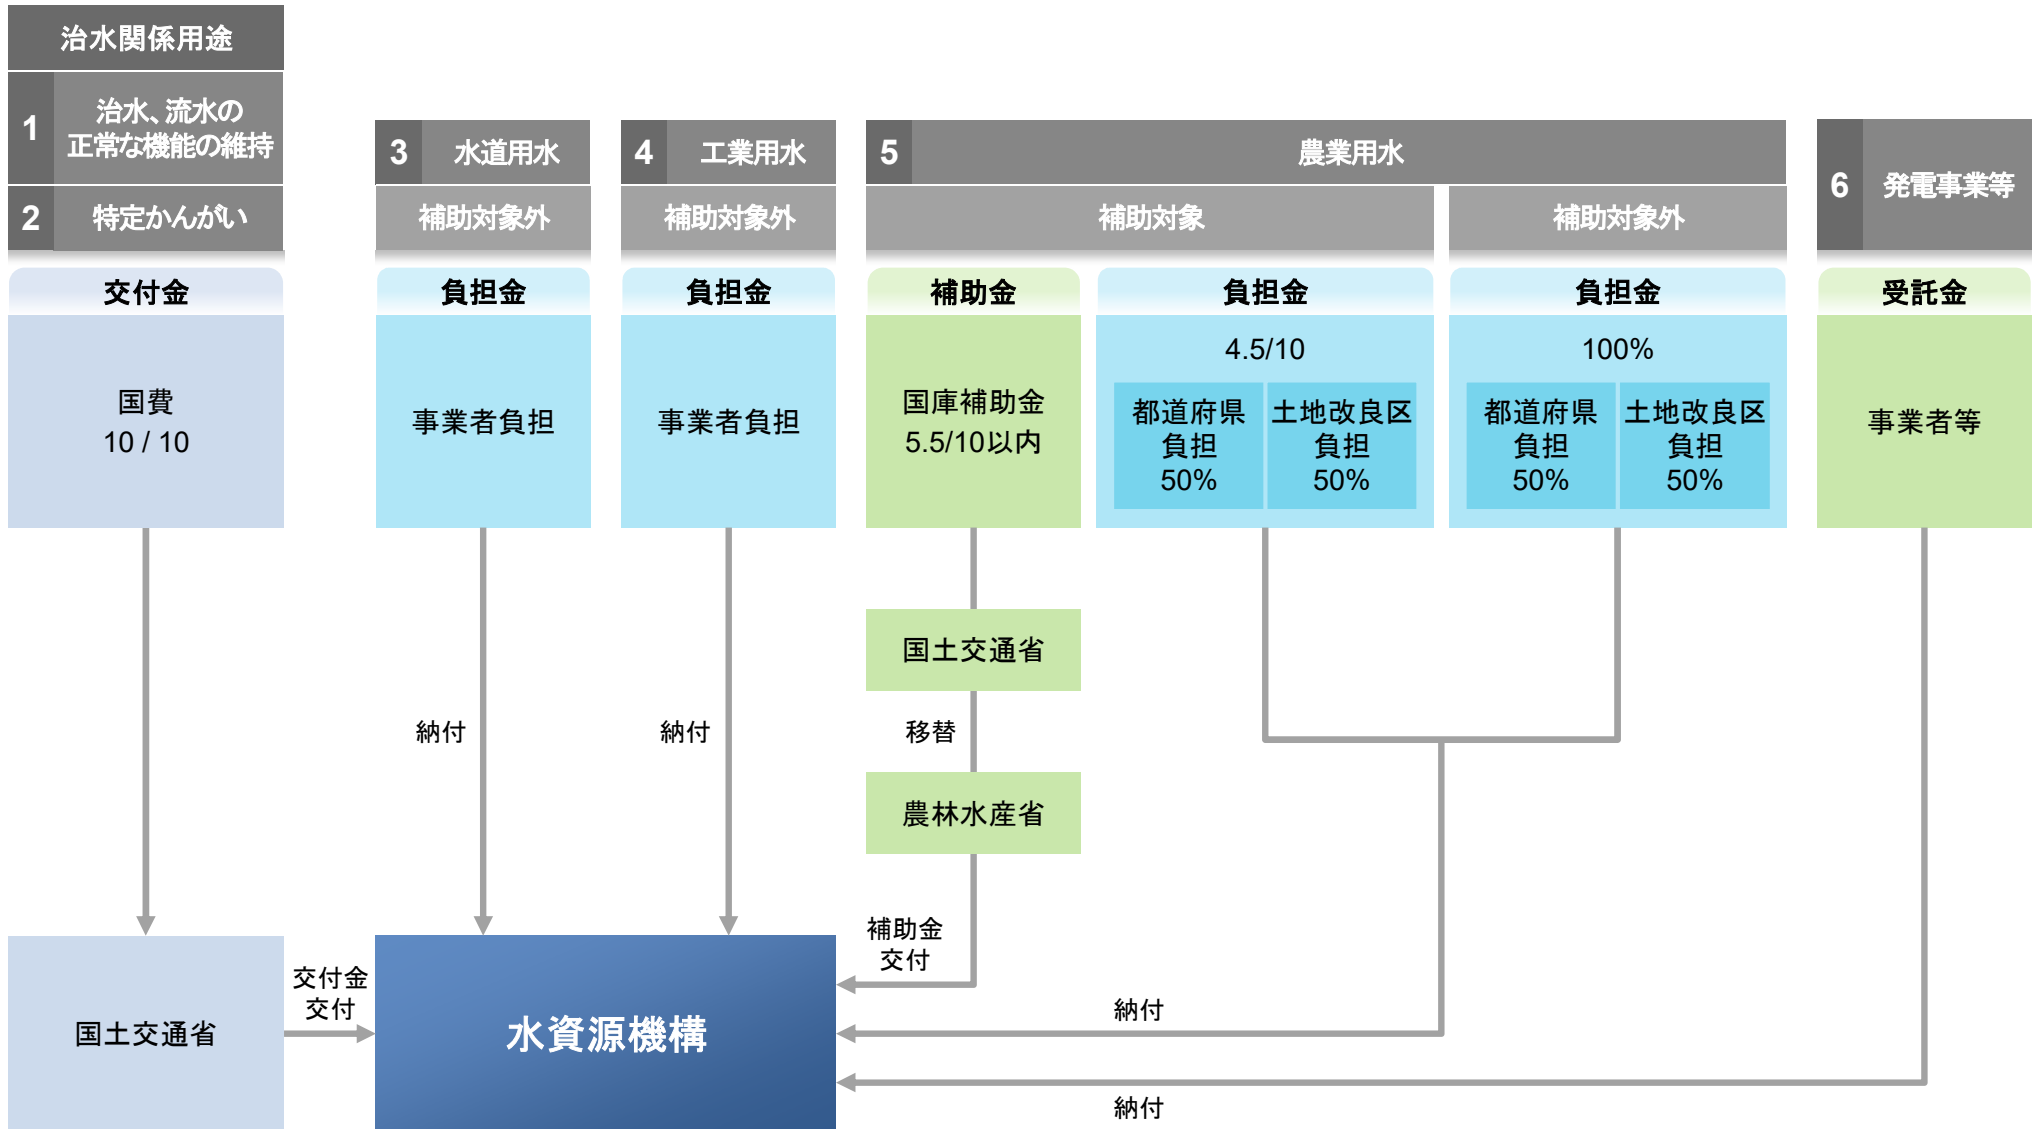 治水関係用途
1
治水、流水の
正常な機能の維持
2
特定かんがい
3
水道用水
補助対象外
4
工業用水
補助対象外
5
農業用水
補助対象
補助対象外
6
発電事業等
交付金
国費
10 / 10
負担金
事業者負担
負担金
事業者負担
補助金
国庫補助金
5.5/10以内
負担金
4.5/10
都道府県
負担
50%
土地改良区
負担
50%
負担金
100%
都道府県
負担
50%
土地改良区
負担
50%
受託金
事業者等
国土交通省
納付
納付
移替
農林水産省
補助金
交付
交付金
交付
国土交通省
水資源機構
納付
納付